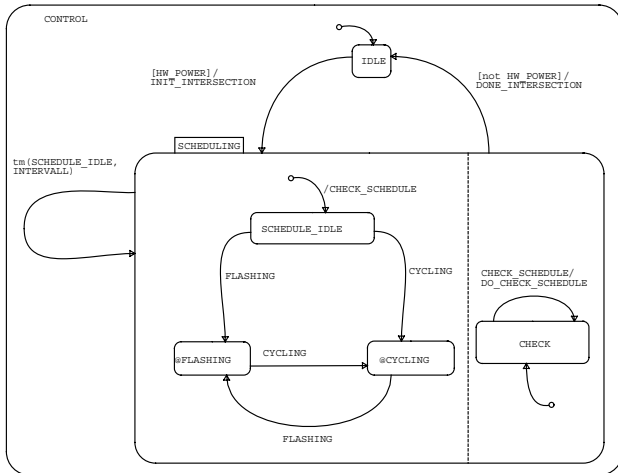 CONTROL
IDLE
[HW_POWER]/
INIT_INTERSECTION
[not HW_POWER]/
DONE_INTERSECTION
SCHEDULING
tm(SCHEDULE_IDLE,
INTERVALL)
/CHECK_SCHEDULE
SCHEDULE_IDLE
FLASHING
CYCLING
CHECK_SCHEDULE/
DO_CHECK_SCHEDULE
CHECK
@FLASHING
CYCLING
@CYCLING
FLASHING